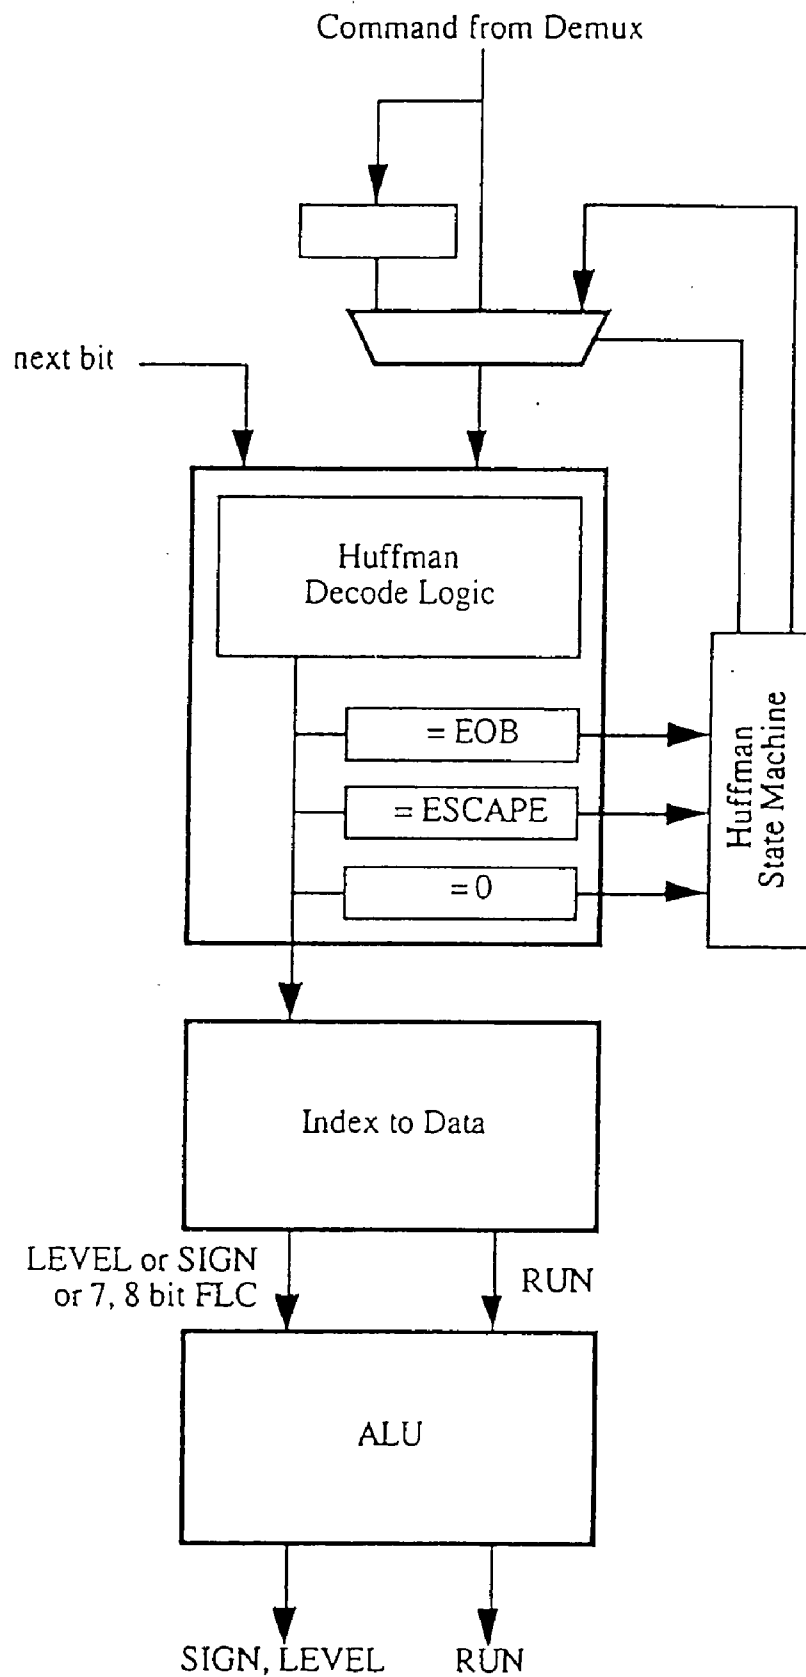 Command from Demux
next bit
Huffman
Decode Logic
= EOB
= ESCAPE
= 0
Huffman
State Machine
Index to Data
LEVEL or SIGN
or 7, 8 bit FLC
RUN
ALU
SIGN, LEVEL
RUN